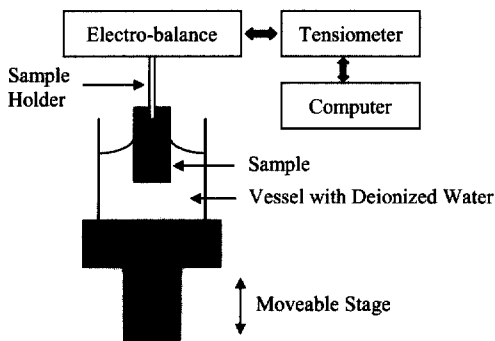 Electro-balance
Tensiometer
Sample
Holder
Computer
Sample
Vessel with Deionized Water
Moveable Stage